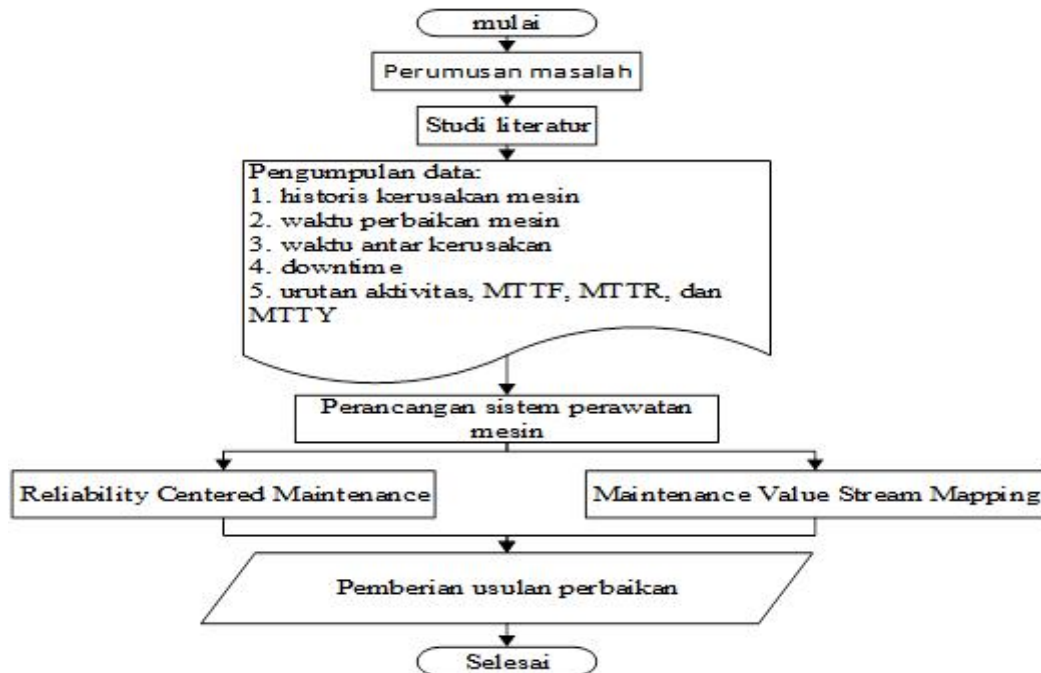 mulai
Perumusan masalah
Studi literatur
Pengumpulan data:
1. historis kerusakan mesin
2. waktu perbaikan mesin
3. waktu antar kerusakan
4. downtime
5. urutan aktivitas, MTTF, MTTR, dan
MTTY
Perancangan sistem perawatan
mesin
Reliability Centered Maintenance
Maintenance Value Stream Mapping
Pemberian usulan perbaikan
Selesai